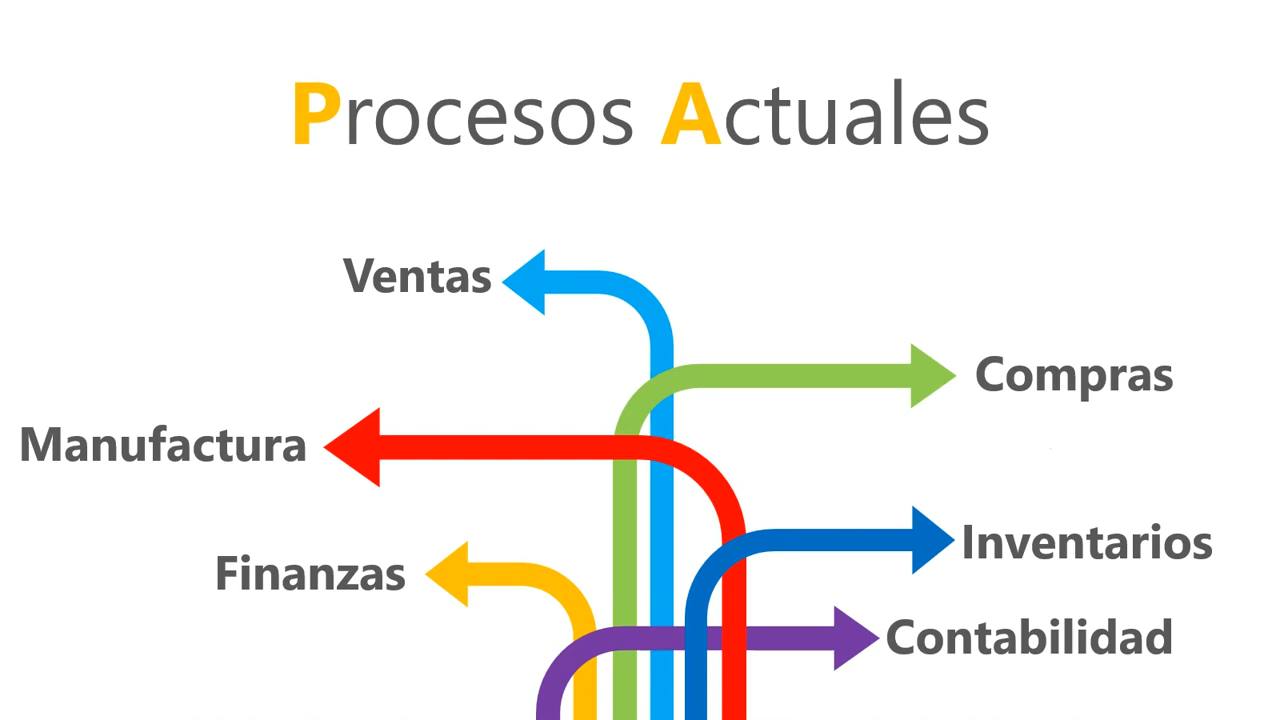 Procesos Actuales
Ventas
Compras
Manufactura
Inventarios
Finanzas
Contabilidad